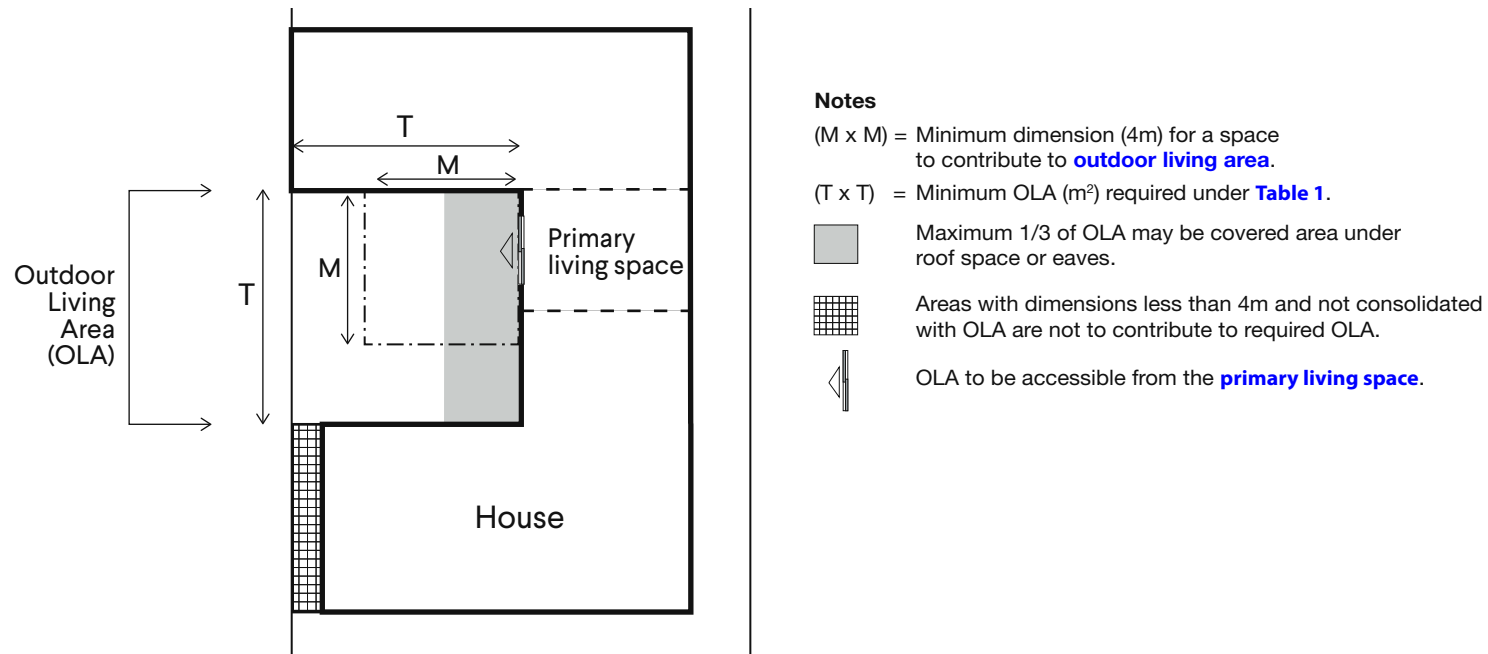 T
M
Primary
living space
M
T
Outdoor
Living
Area
(OLA)
House
Notes
(M x M) = Minimum dimension (4m) for a space
to contribute to outdoor living area.
(T x T) = Minimum OLA (m²) required under Table 1.
Maximum 1/3 of OLA may be covered area under
roof space or eaves.
Areas with dimensions less than 4m and not consolidated
with OLA are not to contribute to required OLA.
OLA to be accessible from the primary living space.